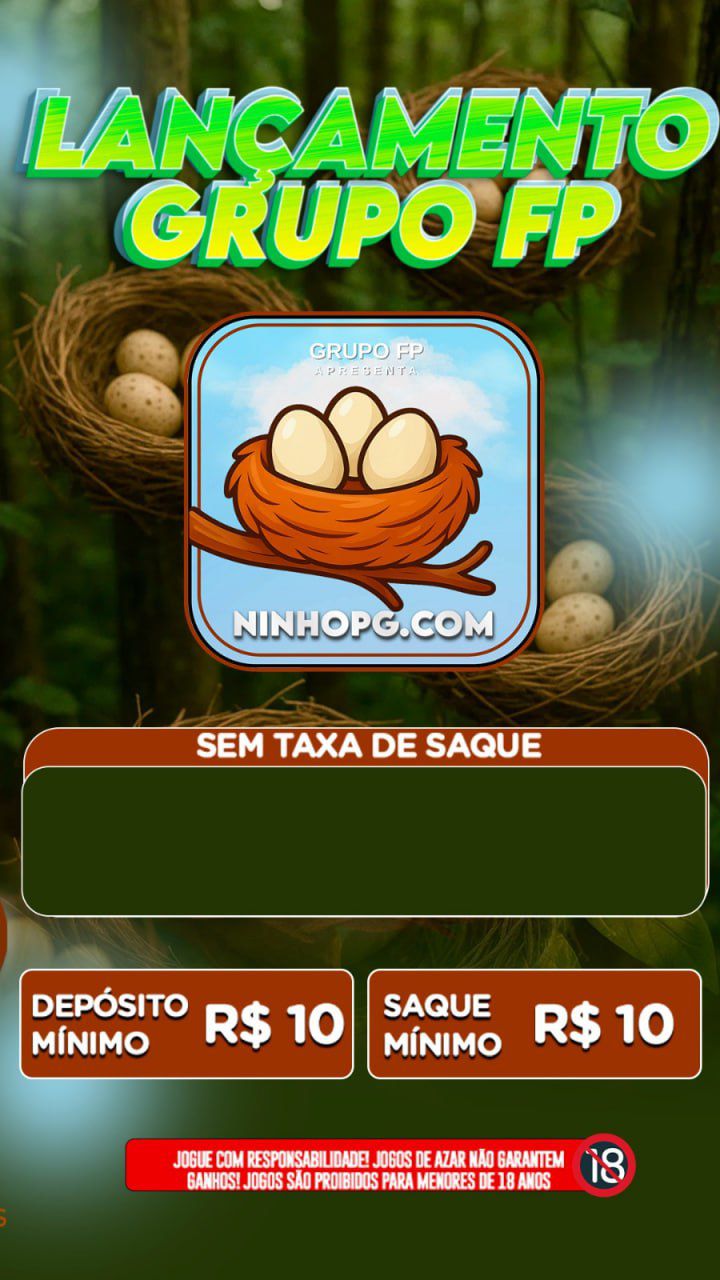 LANÇAMENTO
GRUPO FP
GRUPO FP
APRESENTA
NINHOPG.COM
SEM TAXA DE SAQUE
DEPÓSITO
MÍNIMO
R$ 10
SAQUE
MÍNIMO
R$ 10
JOGUE COM RESPONSABILIDADE! JOGOS DE AZAR NÃO GARANTEM
GANHOS! JOGOS SÃO PROIBIDOS PARA MENORES DE 18 ANOS
18
S